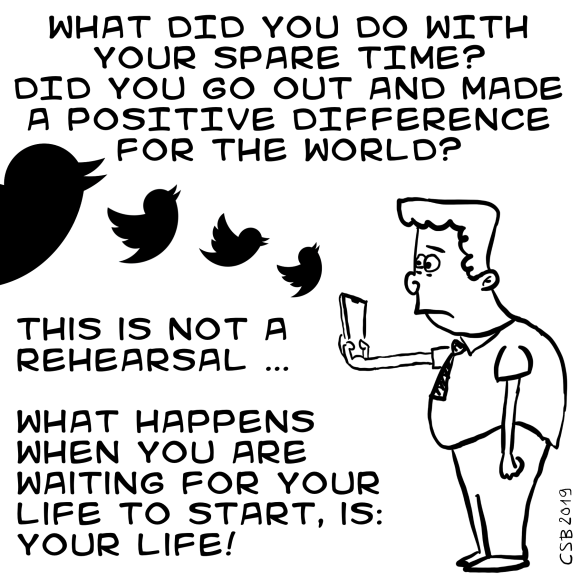 WHAT DID YOU DO WITH
YOUR SPARE TIME?
DID YOU GO OUT AND MADE
A POSITIVE DIFFERENCE
FOR THE WORLD?
THIS IS NOT A
REHEARSAL ...
WHAT HAPPENS
WHEN YOU ARE
WAITING FOR YOUR
LIFE TO START, IS:
YOUR LIFE!
CSB2019